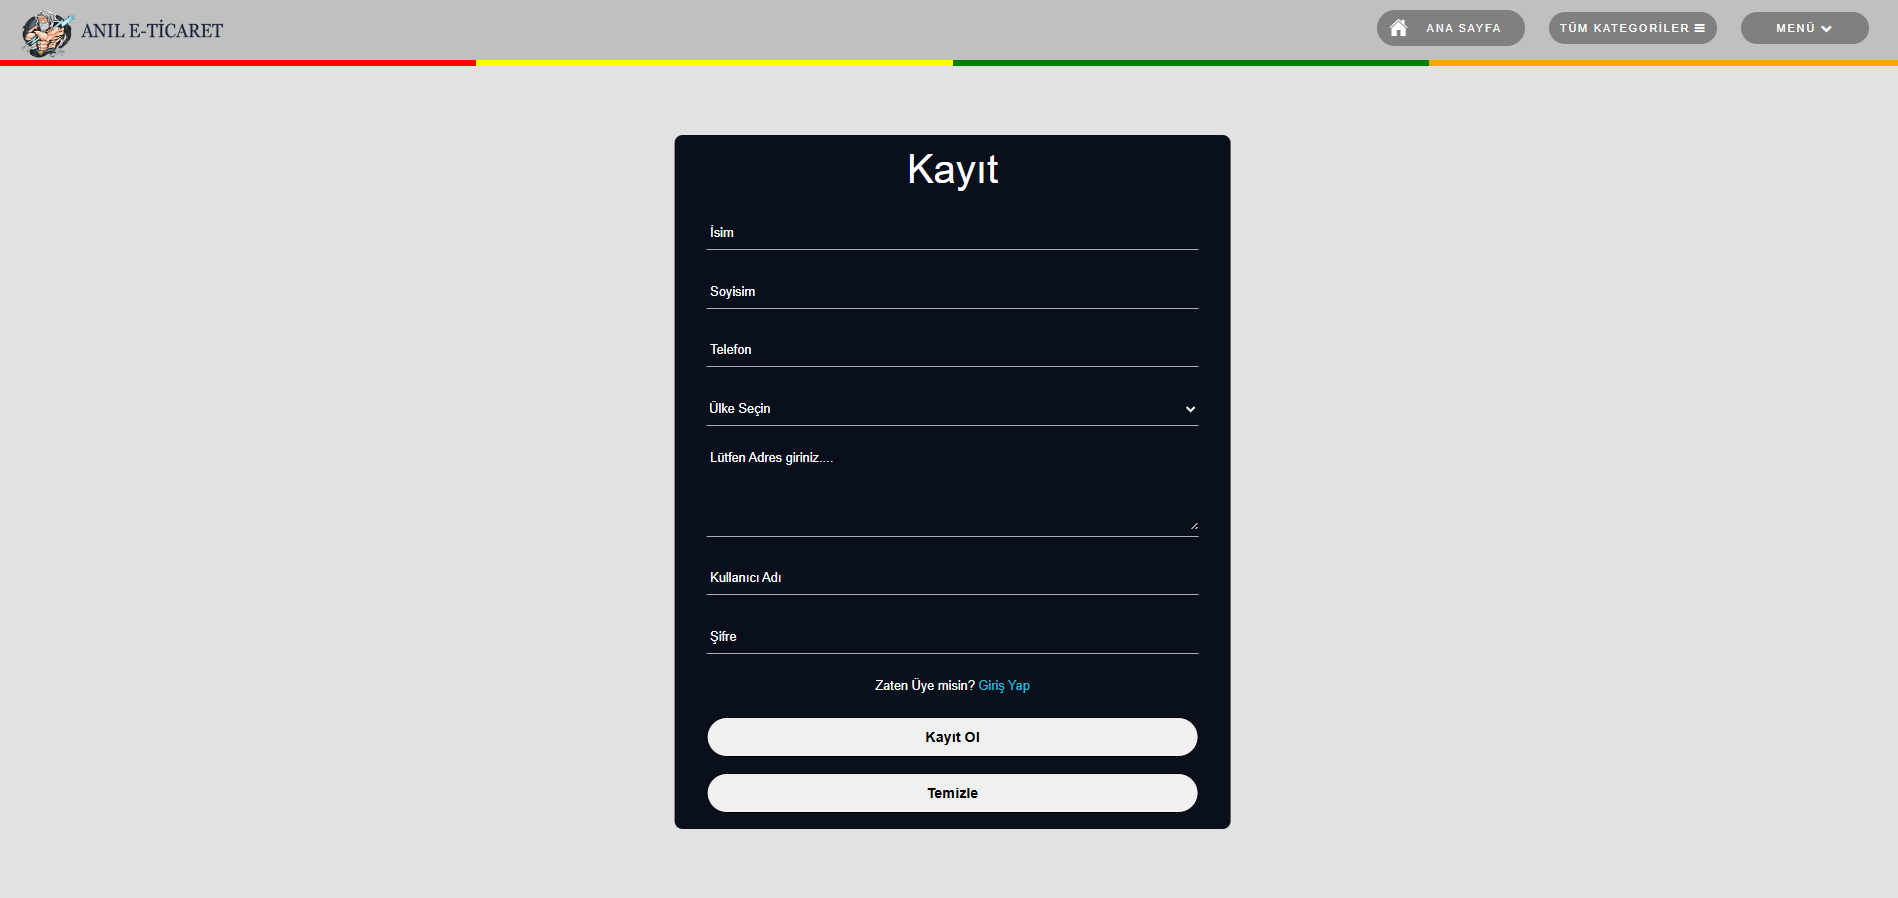 ANIL E-TİCARET
ANA SAYFA
TÜM KATEGORİLER
MENÜ
Kayıt
İsim
Soyisim
Telefon
Ülke Seçin
Lütfen Adres giriniz....
Kullanıcı Adı
Şifre
Zaten Üye misin? Giriş Yap
Kayıt Ol
Temizle